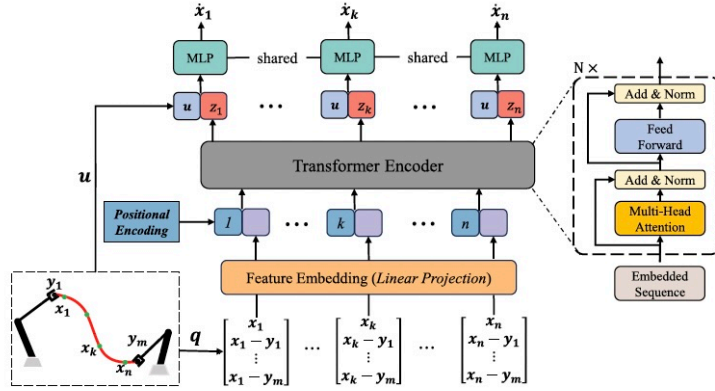 ẋ₁ ẋₖ ẋₙ
MLP shared MLP shared MLP
u z₁ ... u zₖ ... u zₙ
Transformer Encoder
u
Positional
Encoding
1 ... k ... n
Feature Embedding (Linear Projection)
y₁
x₁
xₖ
yₘ
xₙ
q
x₁
x₁ − y₁
⋮
x₁ − yₘ
...
xₖ
xₖ − y₁
⋮
xₖ − yₘ
...
xₙ
xₙ − y₁
⋮
xₙ − yₘ
N ×
Add & Norm
Feed
Forward
Add & Norm
Multi-Head
Attention
Embedded
Sequence